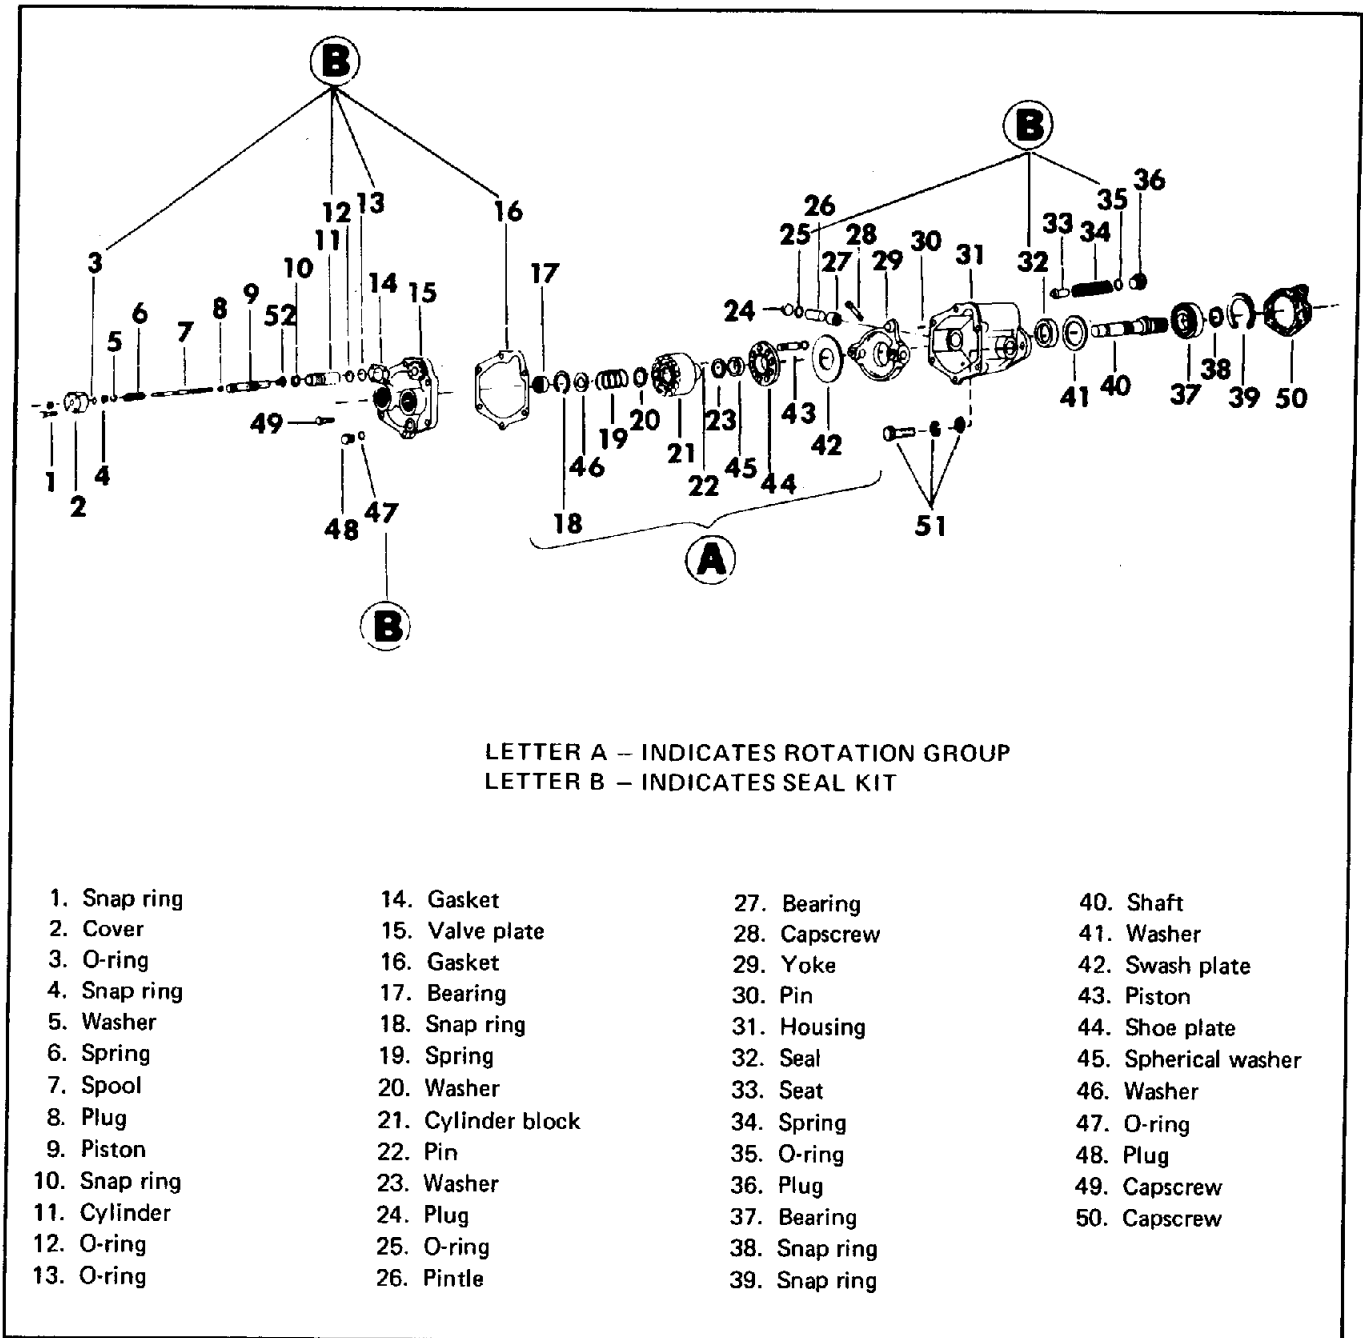 B
B
36
35
12 13
16
26
33 34
25 28 30
11
29 31 32
3
10
14 15
17
27
8 9 52
24
5 6
7
20
23
43
41 40
37 38 39 50
49
19
42
46
21
45
1
4
22
44
2
48 47
18
51
A
B
LETTER A – INDICATES ROTATION GROUP
LETTER B – INDICATES SEAL KIT
1. Snap ring
2. Cover
3. O-ring
4. Snap ring
5. Washer
6. Spring
7. Spool
8. Plug
9. Piston
10. Snap ring
11. Cylinder
12. O-ring
13. O-ring
14. Gasket
15. Valve plate
16. Gasket
17. Bearing
18. Snap ring
19. Spring
20. Washer
21. Cylinder block
22. Pin
23. Washer
24. Plug
25. O-ring
26. Pintle
27. Bearing
28. Capscrew
29. Yoke
30. Pin
31. Housing
32. Seal
33. Seat
34. Spring
35. O-ring
36. Plug
37. Bearing
38. Snap ring
39. Snap ring
40. Shaft
41. Washer
42. Swash plate
43. Piston
44. Shoe plate
45. Spherical washer
46. Washer
47. O-ring
48. Plug
49. Capscrew
50. Capscrew